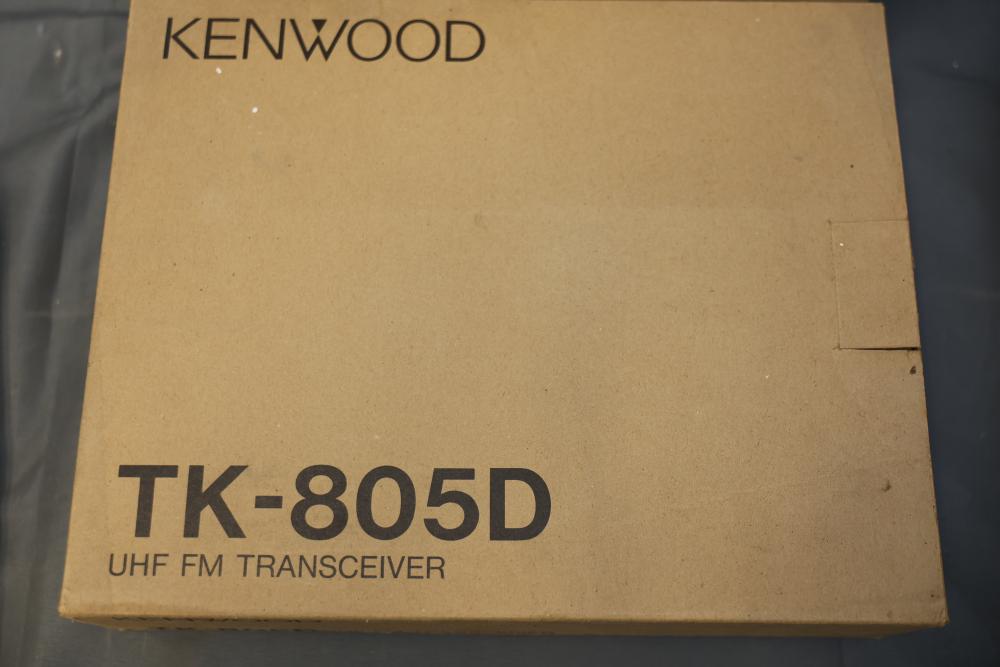 KENWOOD
TK-805D
UHF FM TRANSCEIVER